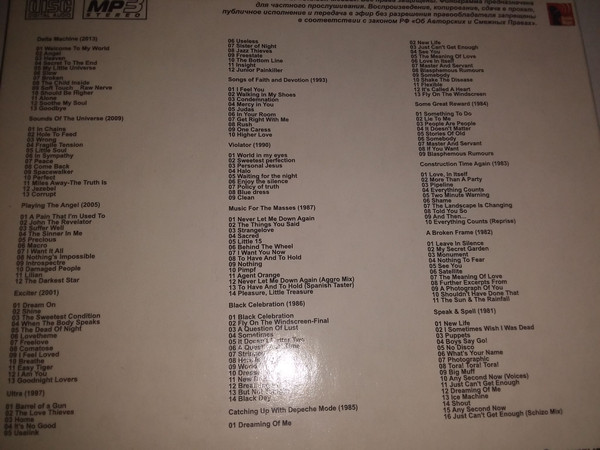 DIGITAL AUDIO
MP3
для частного прослушивания. Воспроизведение, копирование, сдача в прокат,
публичное исполнение и передача в эфир без разрешения правообладателя запрещены
в соответствии с законом РФ «Об Авторских и Смежных Правах».
Delta Machine (2013)
01 Welcome To My World
02 Angel
03 Heaven
04 Secret To The End
05 My Little Universe
06 Slow
07 Broken
08 The Child Inside
09 Soft Touch Raw Nerve
10 Should Be Higher
11 Alone
12 Soothe My Soul
13 Goodbye
Sounds Of The Universe (2009)
01 In Chains
02 Hole To Feed
03 Wrong
04 Fragile Tension
05 Little Soul
06 In Sympathy
07 Peace
08 Come Back
09 Spacewalker
10 Perfect
11 Miles Away-The Truth Is
12 Jezebel
13 Corrupt
Playing The Angel (2005)
01 A Pain That I'm Used To
02 John The Revelator
03 Suffer Well
04 The Sinner In Me
05 Precious
06 Macro
07 I Want It All
08 Nothing's Impossible
09 Introspectre
10 Damaged People
11 Lilian
12 The Darkest Star
Exciter (2001)
01 Dream On
02 Shine
03 The Sweetest Condition
04 When The Body Speaks
05 The Dead Of Night
06 Lovetheme
07 Freelove
08 Comatose
09 I Feel Loved
10 Breathe
11 Easy Tiger
12 I Am You
13 Goodnight Lovers
Ultra (1997)
01 Barrel of a Gun
02 The Love Thieves
03 Home
04 It's No Good
05 Uselink
06 Useless
07 Sister of Night
08 Jazz Thieves
09 Freestate
10 The Bottom Line
11 Insight
12 Junior Painkiller
Songs of Faith and Devotion (1993)
01 I Feel You
02 Walking in My Shoes
03 Condemnation
04 Mercy in You
05 Judas
06 In Your Room
07 Get Right with Me
08 Rush
09 One Caress
10 Higher Love
Violator (1990)
01 World in my eyes
02 Sweetest perfection
03 Personal Jesus
04 Halo
05 Waiting for the night
06 Enjoy the silence
07 Policy of truth
08 Blue dress
09 Clean
Music For The Masses (1987)
01 Never Let Me Down Again
02 The Things You Said
03 Strangelove
04 Sacred
05 Little 15
06 Behind The Wheel
07 I Want You Now
08 To Have And To Hold
09 Nothing
10 Pimpf
11 Agent Orange
12 Never Let Me Down Again (Aggro Mix)
13 To Have And To Hold (Spanish Taster)
14 Pleasure, Little Treasure
Black Celebration (1986)
01 Black Celebration
02 Fly On The Windscreen-Final
03 A Question Of Lust
04 Sometimes
05 It Doesn't Matter Two
06 A Question Time
07
08
09
10 Dress
11 New
12
13 But Not
14 Black Day
Catching Up With Depeche Mode (1985)
01 Dreaming Of Me
02 New Life
03 Just Can't Get Enough
04 See You
05 The Meaning Of Love
06 Love In Itself
07 Master And Servant
08 Blasphemous Rumours
09 Somebody
10 Shake The Disease
11 Flexible
12 It's Called A Heart
13 Fly On The Windscreen
Some Great Reward (1984)
01 Something To Do
02 Lie To Me
03 People Are People
04 It Doesn't Matter
05 Stories Of Old
06 Somebody
07 Master And Servant
08 If You Want
09 Blasphemous Rumours
Construction Time Again (1983)
01 Love, In Itself
02 More Than A Party
03 Pipeline
04 Everything Counts
05 Two Minute Warning
06 Shame
07 The Landscape Is Changing
08 Told You So
09 And Then...
10 Everything Counts (Reprise)
A Broken Frame (1982)
01 Leave In Silence
02 My Secret Garden
03 Monument
04 Nothing To Fear
05 See You
06 Satellite
07 The Meaning Of Love
08 Further Excerpts From
09 A Photograph Of You
10 Shouldn't Have Done That
11 The Sun & The Rainfall
Speak & Spell (1981)
01 New Life
02 I Sometimes Wish I Was Dead
03 Puppets
04 Boys Say Go!
05 No Disco
06 What's Your Name
07 Photographic
08 Tora! Tora! Tora!
09 Big Muff
10 Any Second Now (Voices)
11 Just Can't Get Enough
12 Dreaming Of Me
13 Ice Machine
14 Shout
15 Any Second Now
16 Just Can't Get Enough (Schizo Mix)